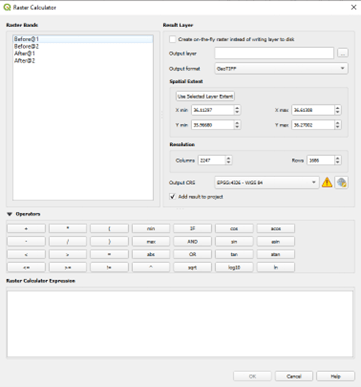 Raster Calculator
Raster Bands
Before@1
Before@2
After@1
After@2
Result Layer
Create on-the-fly raster instead of writing layer to disk
Output layer
...
Output format GeoTIFF
Spatial Extent
Use Selected Layer Extent
X min X max
Y min Y max
Resolution
Columns 2247 Rows
Output CRS EPSG:4326 - WGS 84
Add result to project
Operators
+ * ( min IF cos acos
- / ) max AND sin asin
< > = abs OR tan atan
<= >= != ^ sqrt log10 ln
Raster Calculator Expression
OK Cancel Help